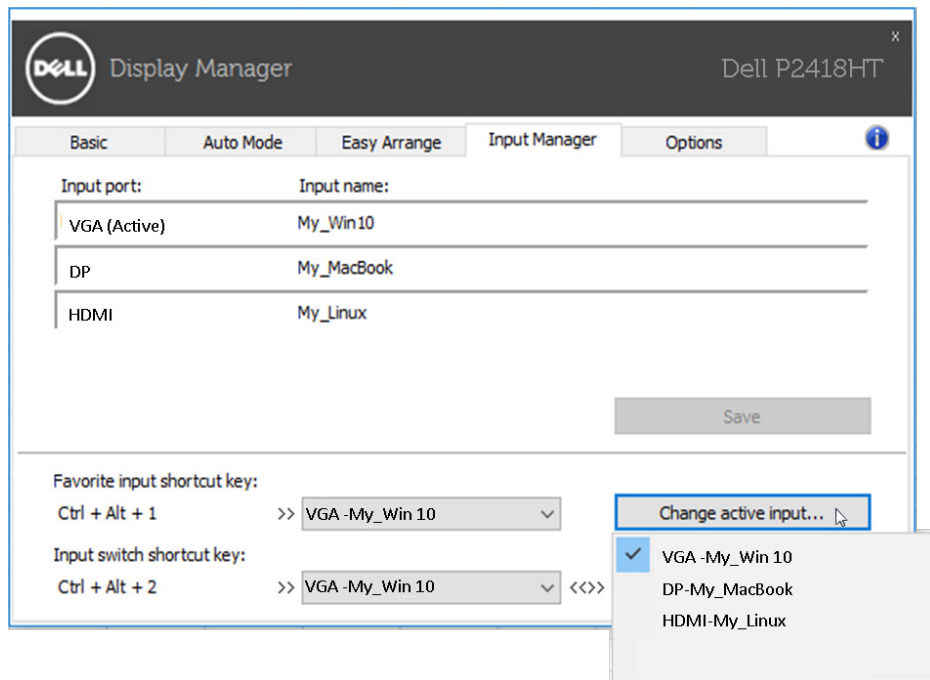 DELL Display Manager Dell P2418HT x
Basic Auto Mode Easy Arrange Input Manager Options i
Input port: Input name:
VGA (Active) My_Win10
DP My_MacBook
HDMI My_Linux
Save
Favorite input shortcut key:
Ctrl + Alt + 1 >> VGA -My_Win 10 Change active input...
Input switch shortcut key:
Ctrl + Alt + 2 >> VGA -My_Win 10 <<>>
VGA -My_Win 10
DP-My_MacBook
HDMI-My_Linux